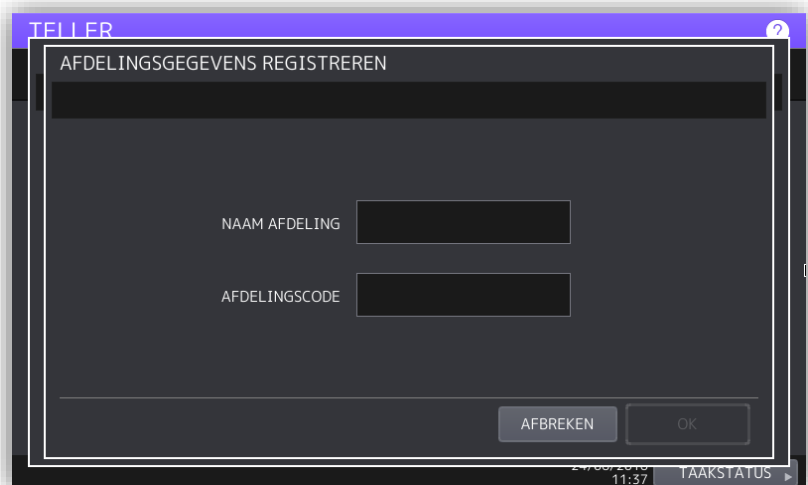 TELLER
?
AFDELINGSGEGEVENS REGISTREREN
NAAM AFDELING
AFDELINGSCODE
AFBREKEN
OK
11:37
TAAKSTATUS